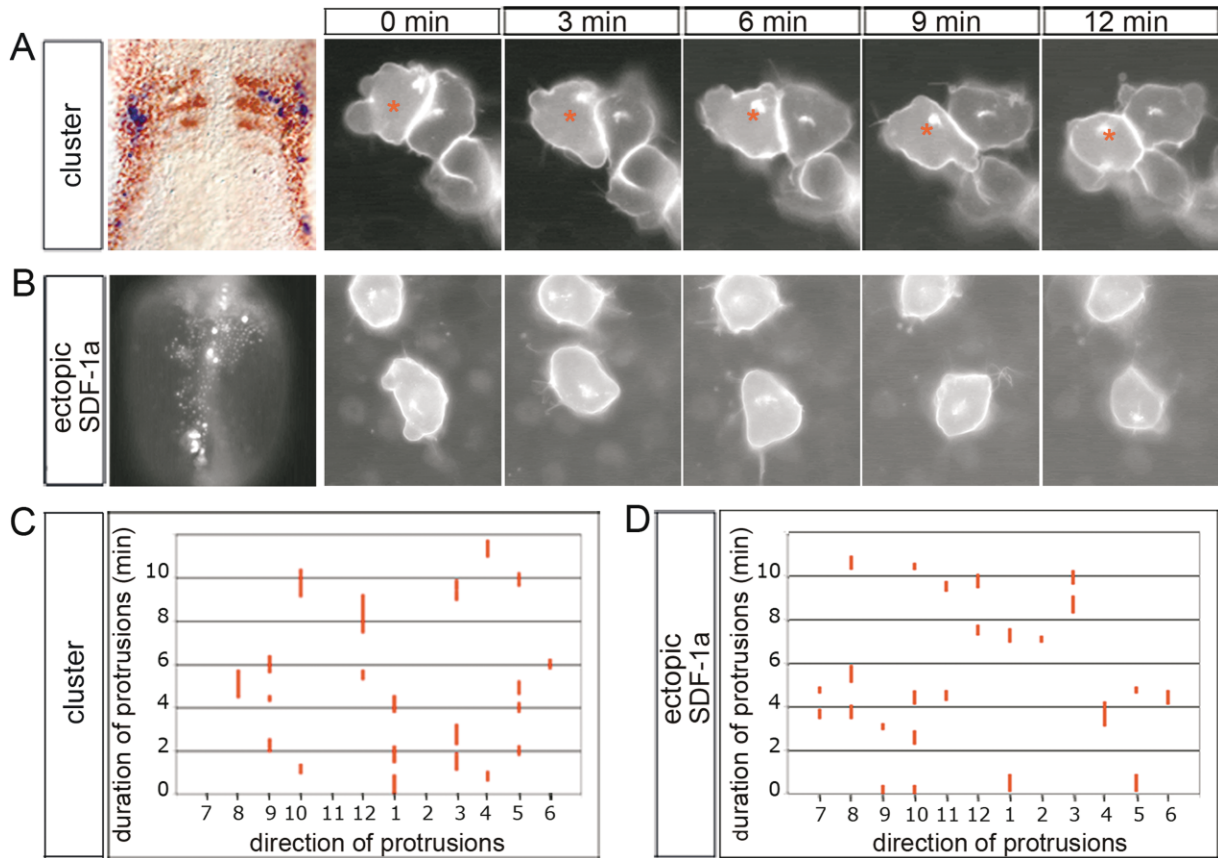 A
cluster
0 min
3 min
6 min
9 min
12 min
*
*
*
*
*
B
ectopic
SDF-1a
C
cluster
duration of protrusions (min)
10
8
6
4
2
0
7 8 9 10 11 12 1 2 3 4 5 6
direction of protrusions
D
ectopic
SDF-1a
duration of protrusions (min)
10
8
6
4
2
0
7 8 9 10 11 12 1 2 3 4 5 6
direction of protrusions